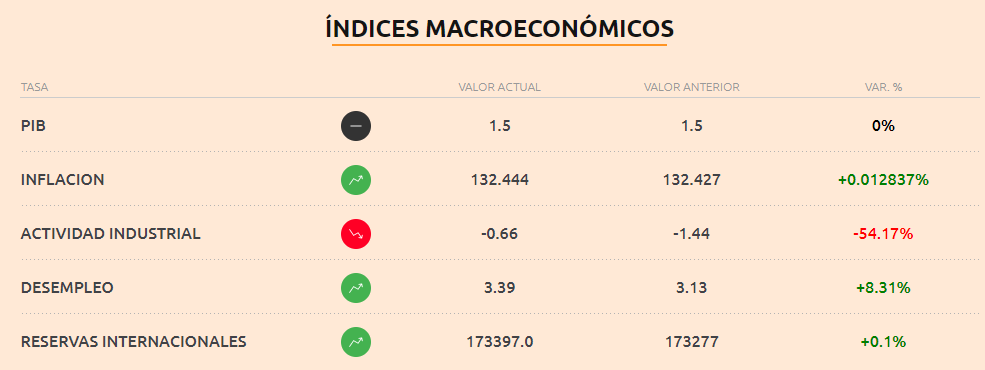 ÍNDICES MACROECONÓMICOS
TASA VALOR ACTUAL VALOR ANTERIOR VAR. %
PIB 1.5 1.5 0%
INFLACION 132.444 132.427 +0.012837%
ACTIVIDAD INDUSTRIAL -0.66 -1.44 -54.17%
DESEMPLEO 3.39 3.13 +8.31%
RESERVAS INTERNACIONALES 173397.0 173277 +0.1%